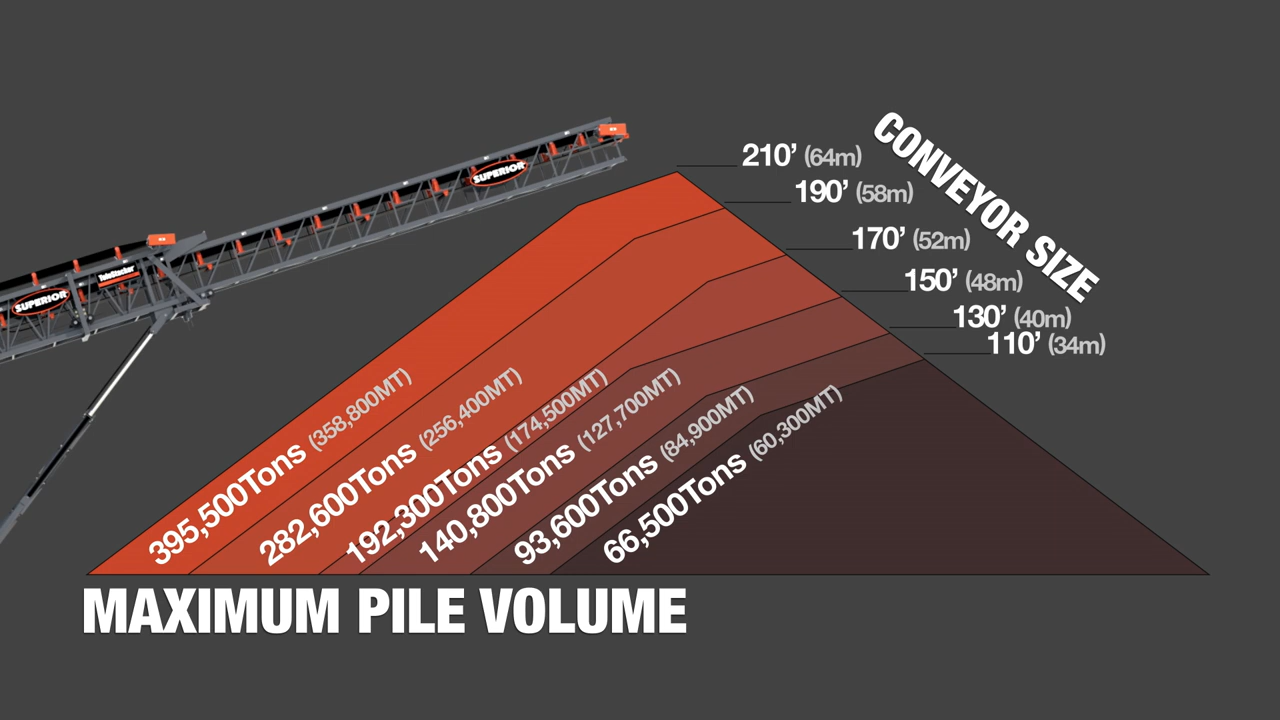 CONVEYOR SIZE
210’ (64m)
190’ (58m)
170’ (52m)
150’ (48m)
130’ (40m)
110’ (34m)
SUPERIOR
TeleStacker
SUPERIOR
395,500Tons (358,800MT)
282,600Tons (256,400MT)
192,300Tons (174,500MT)
140,800Tons (127,700MT)
93,600Tons (84,900MT)
66,500Tons (60,300MT)
MAXIMUM PILE VOLUME